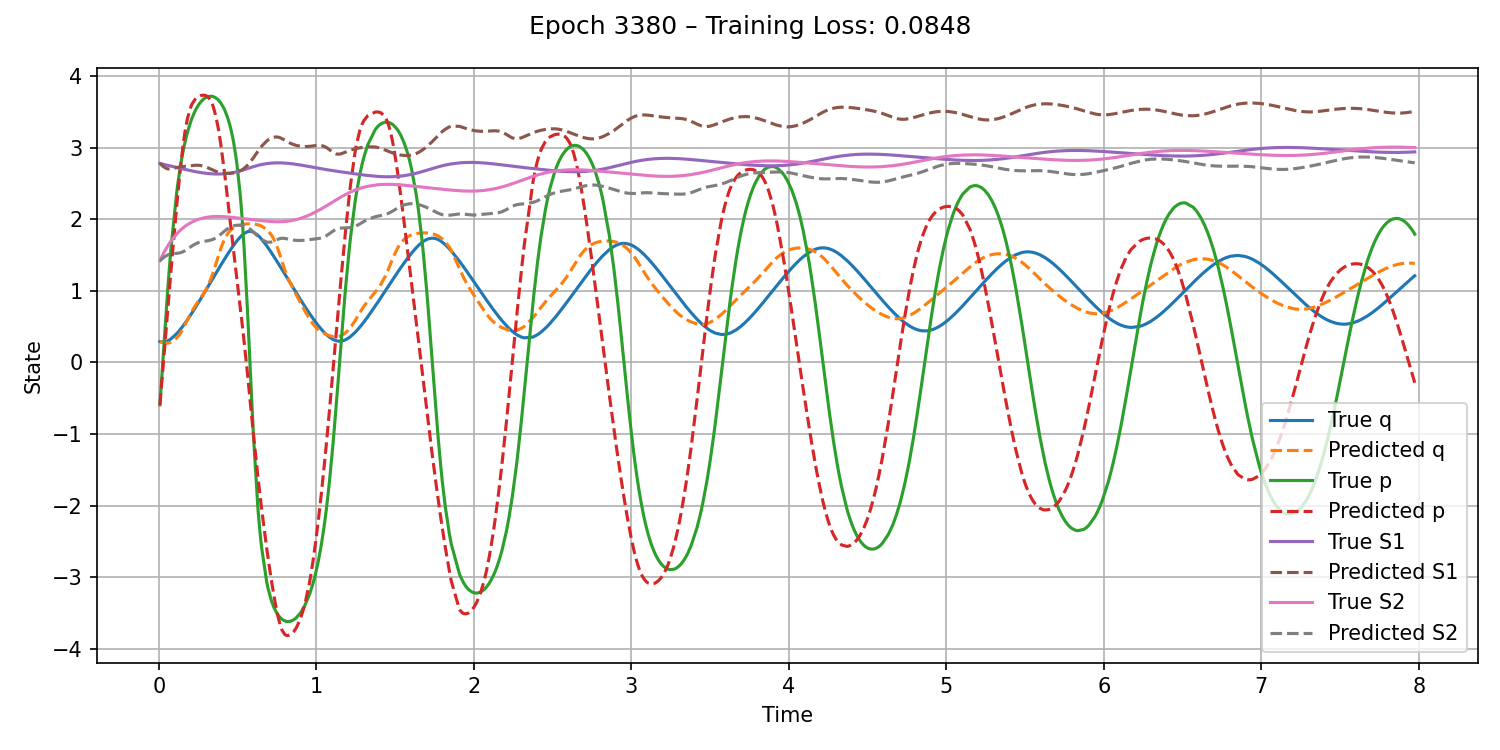 Epoch 3380 – Training Loss: 0.0848
4
3
2
1
0
−1
−2
−3
−4
State
0 1 2 3 4 5 6 7 8
Time
True q
Predicted q
True p
Predicted p
True S1
Predicted S1
True S2
Predicted S2